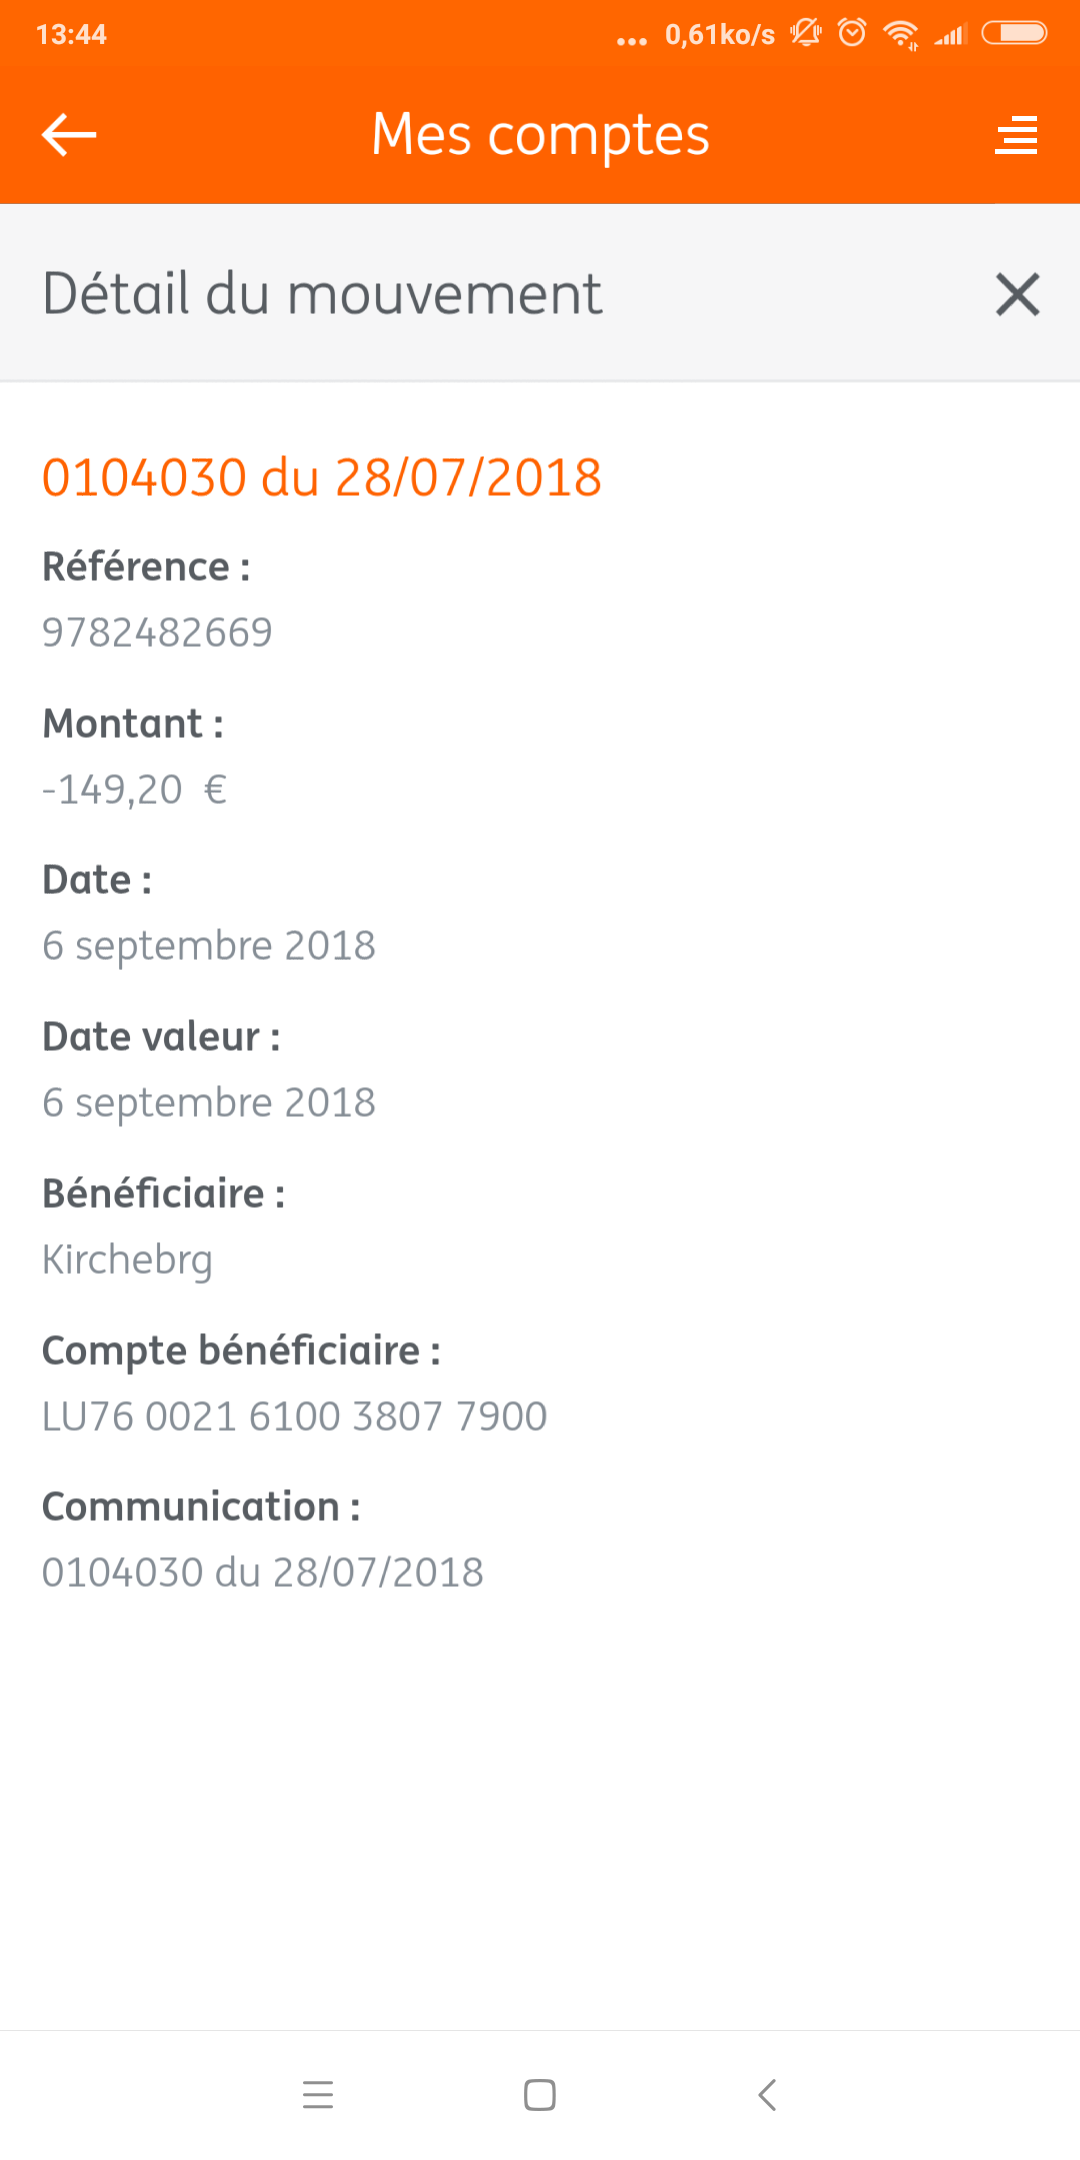 13:44
... 0,61ko/s
Mes comptes
Détail du mouvement
0104030 du 28/07/2018
Référence :
9782482669
Montant :
-149,20 €
Date :
6 septembre 2018
Date valeur :
6 septembre 2018
Bénéficiaire :
Kirchebrg
Compte bénéficiaire :
LU76 0021 6100 3807 7900
Communication :
0104030 du 28/07/2018